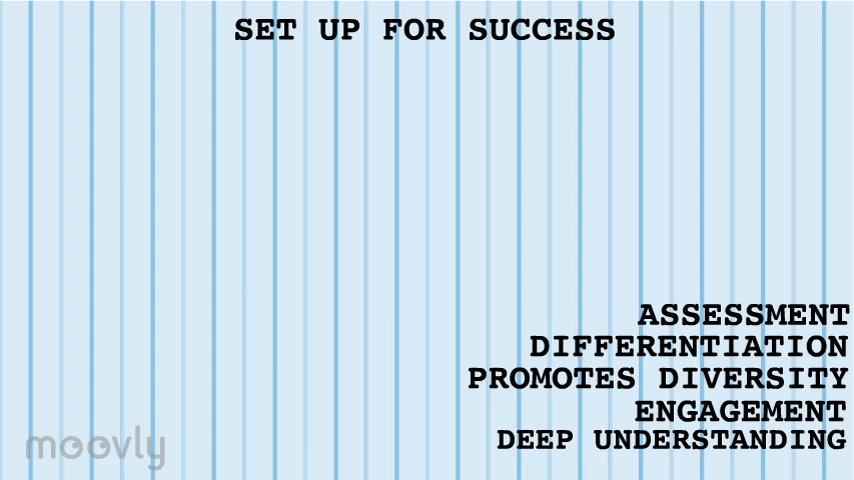 SET UP FOR SUCCESS
ASSESSMENT
DIFFERENTIATION
PROMOTES DIVERSITY
ENGAGEMENT
DEEP UNDERSTANDING
moovly